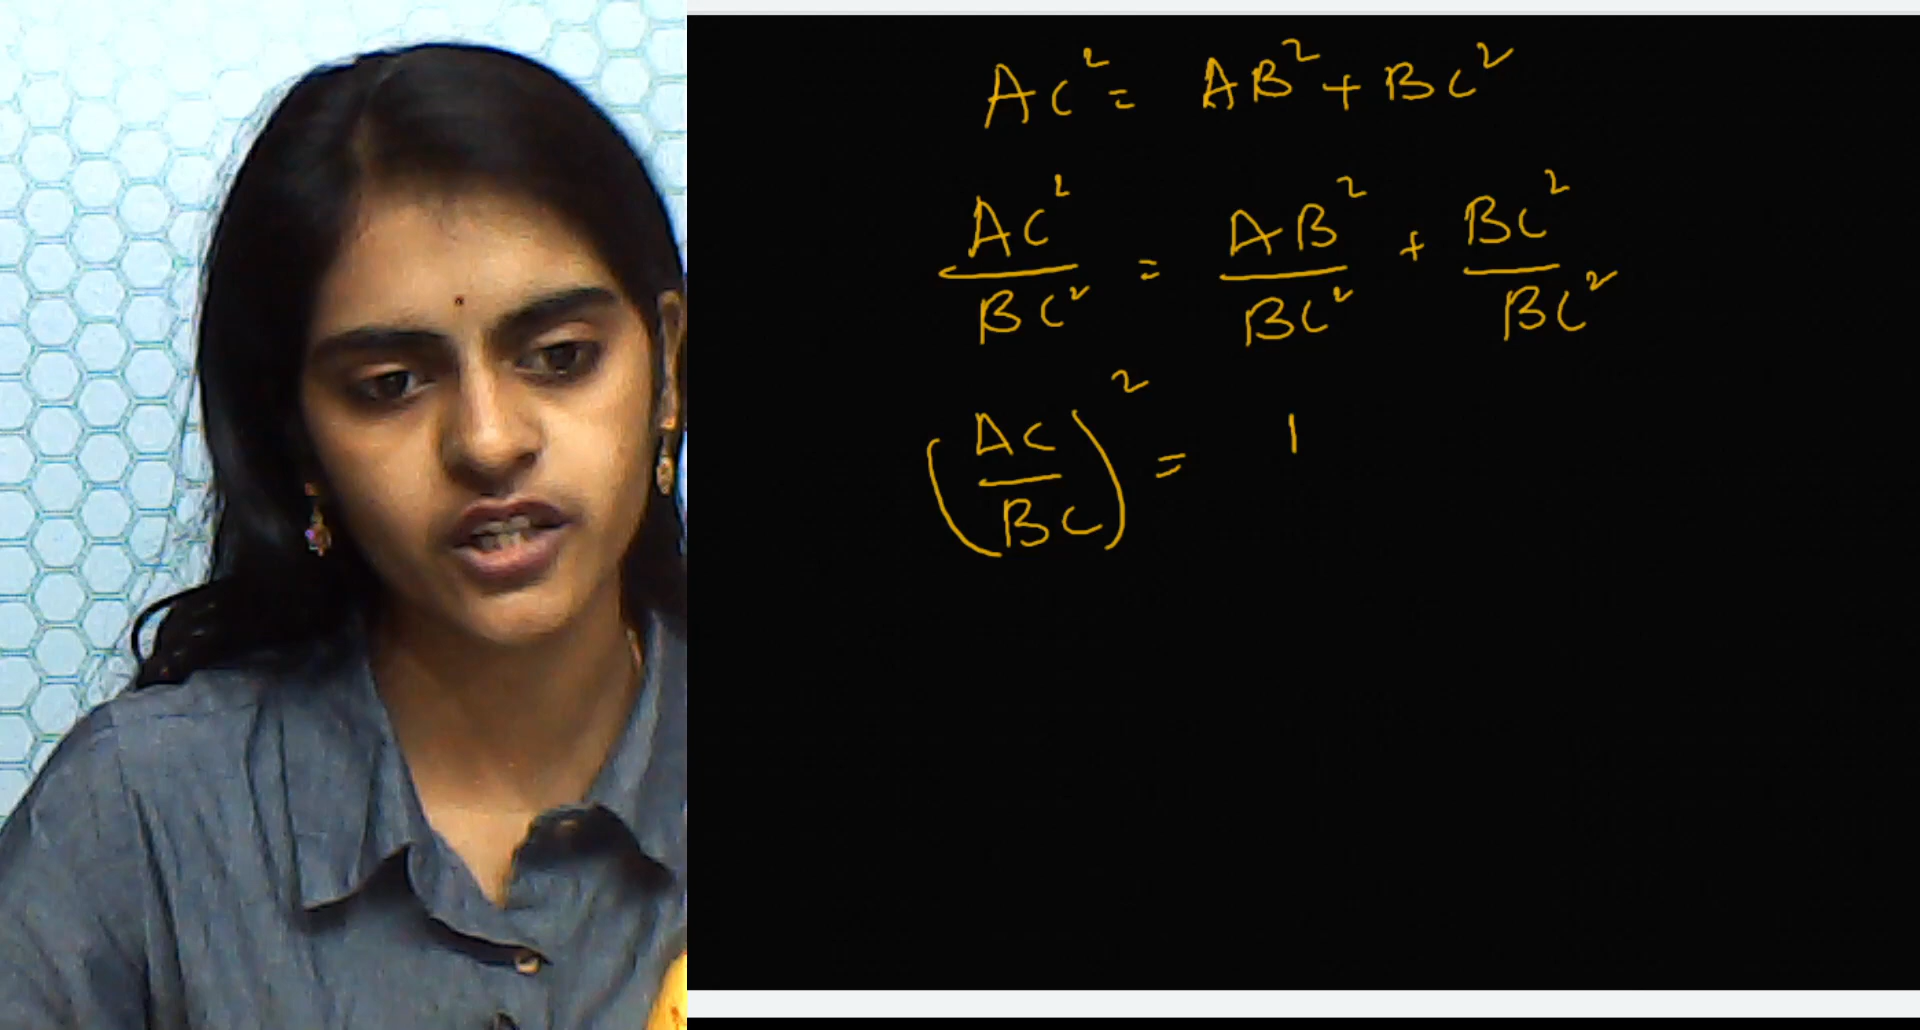 AC² = AB² + BC²
AC²/BC² = AB²/BC² + BC²/BC²
(AC/BC)² = 1